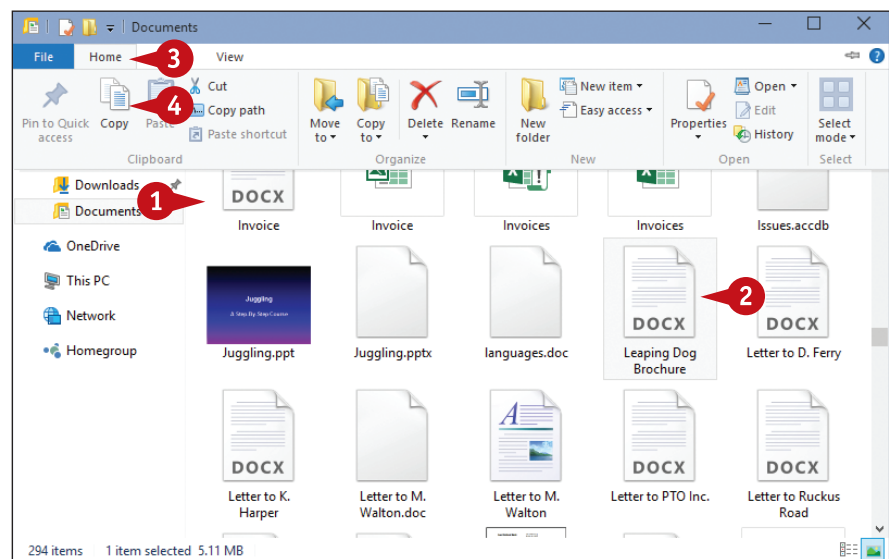 Documents
File Home View
3
4
Pin to Quick access
Copy
Paste
Cut
Copy path
Paste shortcut
Clipboard
Move to
Copy to
Delete
Rename
Organize
New folder
New item
Easy access
New
Properties
Open
Edit
History
Open
Select mode
Select
Downloads
Documents
OneDrive
This PC
Network
Homegroup
1
DOCX
Invoice
Invoice
Invoices
Invoices
Issues.accdb
Juggling
A Step By Step Course
Juggling.ppt
Juggling.pptx
languages.doc
DOCX
2
Leaping Dog
Brochure
DOCX
Letter to D. Ferry
DOCX
Letter to K.
Harper
Letter to M.
Walton.doc
A
Letter to M.
Walton
DOCX
Letter to PTO Inc.
DOCX
Letter to Ruckus
Road
294 items 1 item selected 5.11 MB